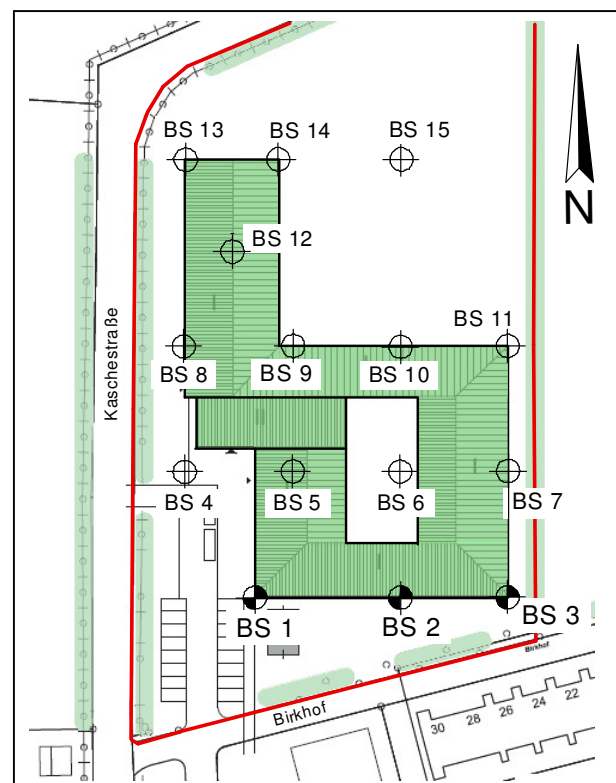 BS 13
BS 14
BS 15
N
BS 12
BS 11
Kaschestraße
BS 8
BS 9
BS 10
BS 4
BS 5
BS 6
BS 7
BS 1
BS 2
BS 3
Birkhof
Birkhof
30
28
26
24
22